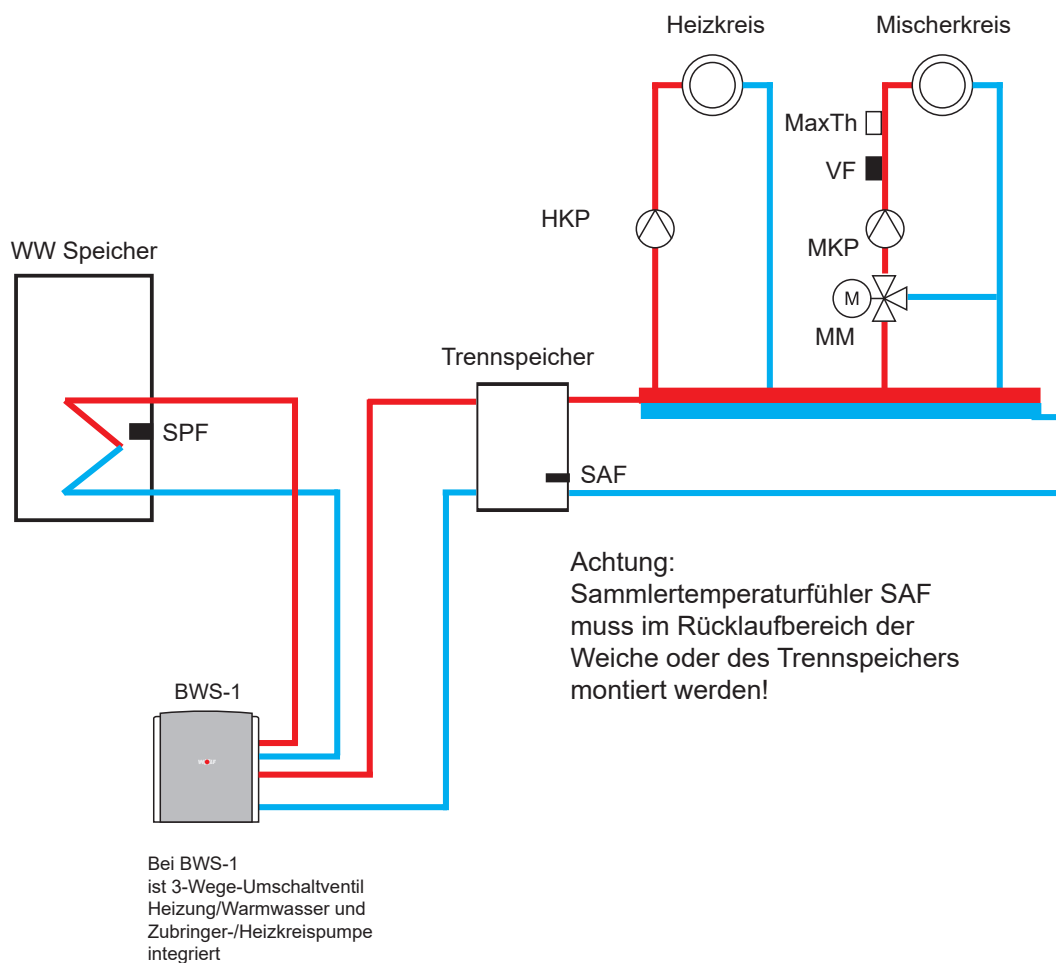 Heizkreis
Mischerkreis
MaxTh
VF
HKP
MKP
WW Speicher
M
MM
Trennspeicher
SPF
SAF
Achtung:
Sammlertemperaturfühler SAF
muss im Rücklaufbereich der
Weiche oder des Trennspeichers
montiert werden!
BWS-1
Bei BWS-1
ist 3-Wege-Umschaltventil
Heizung/Warmwasser und
Zubringer-/Heizkreispumpe
integriert